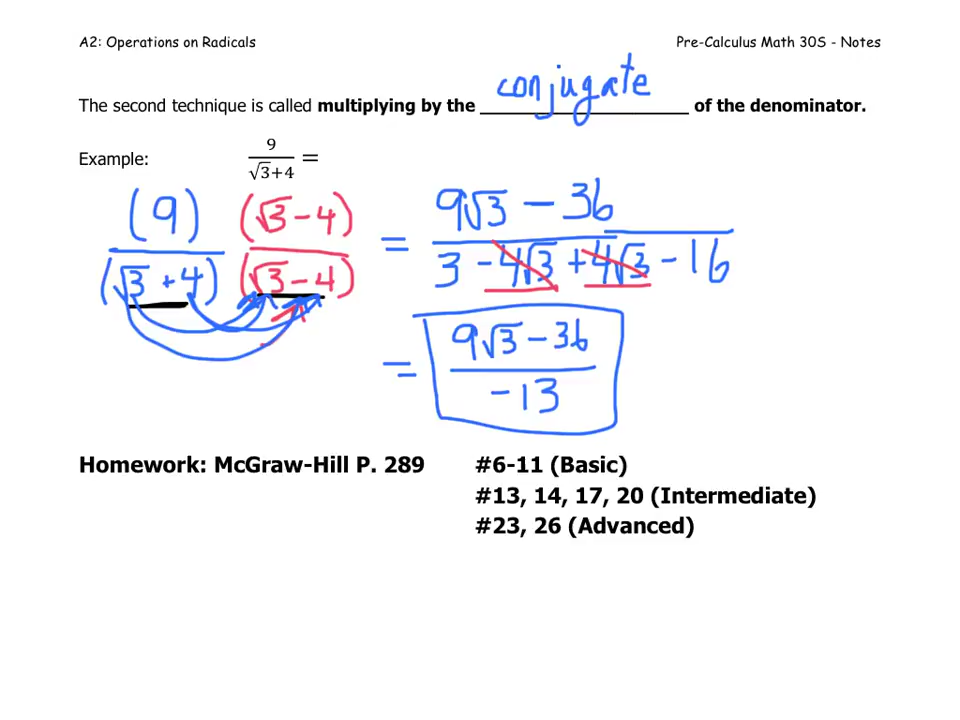 A2: Operations on Radicals Pre-Calculus Math 30S - Notes
The second technique is called multiplying by the conjugate of the denominator.
Example: 9/(√3+4) =
(9)(√3 - 4)/(√3 + 4)(√3 - 4) = 9√3 - 36/3 - 4√3 + 4√3 - 16
= 9√3 - 36/-13
Homework: McGraw-Hill P. 289 #6-11 (Basic)
#13, 14, 17, 20 (Intermediate)
#23, 26 (Advanced)